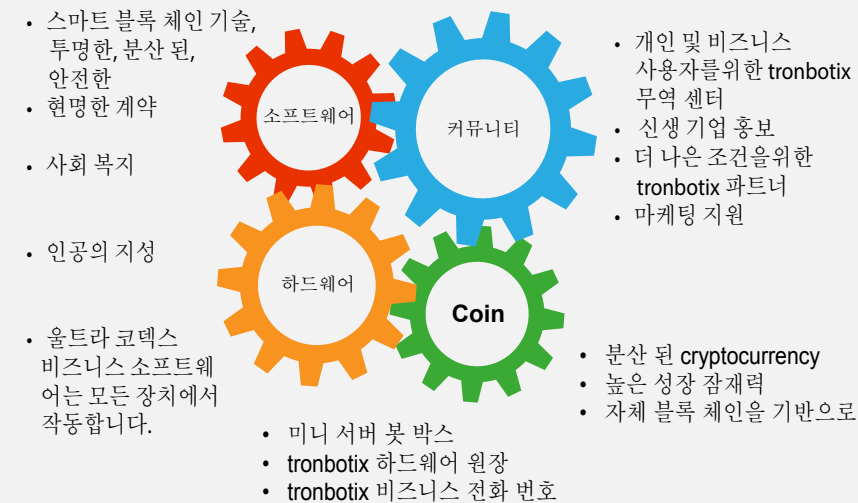 스마트 블록 체인 기술,
투명한, 분산 된,
안전한
현명한 계약
사회 복지
인공의 지성
울트라 코덱스
비즈니스 소프트웨
어는 모든 장치에서
작동합니다.
소프트웨어
커뮤니티
하드웨어
Coin
개인 및 비즈니스
사용자를위한 tronbotix
무역 센터
신생 기업 홍보
더 나은 조건을위한
tronbotix 파트너
마케팅 지원
분산 된 cryptocurrency
높은 성장 잠재력
자체 블록 체인을 기반으로
미니 서버 봇 박스
tronbotix 하드웨어 원장
tronbotix 비즈니스 전화 번호